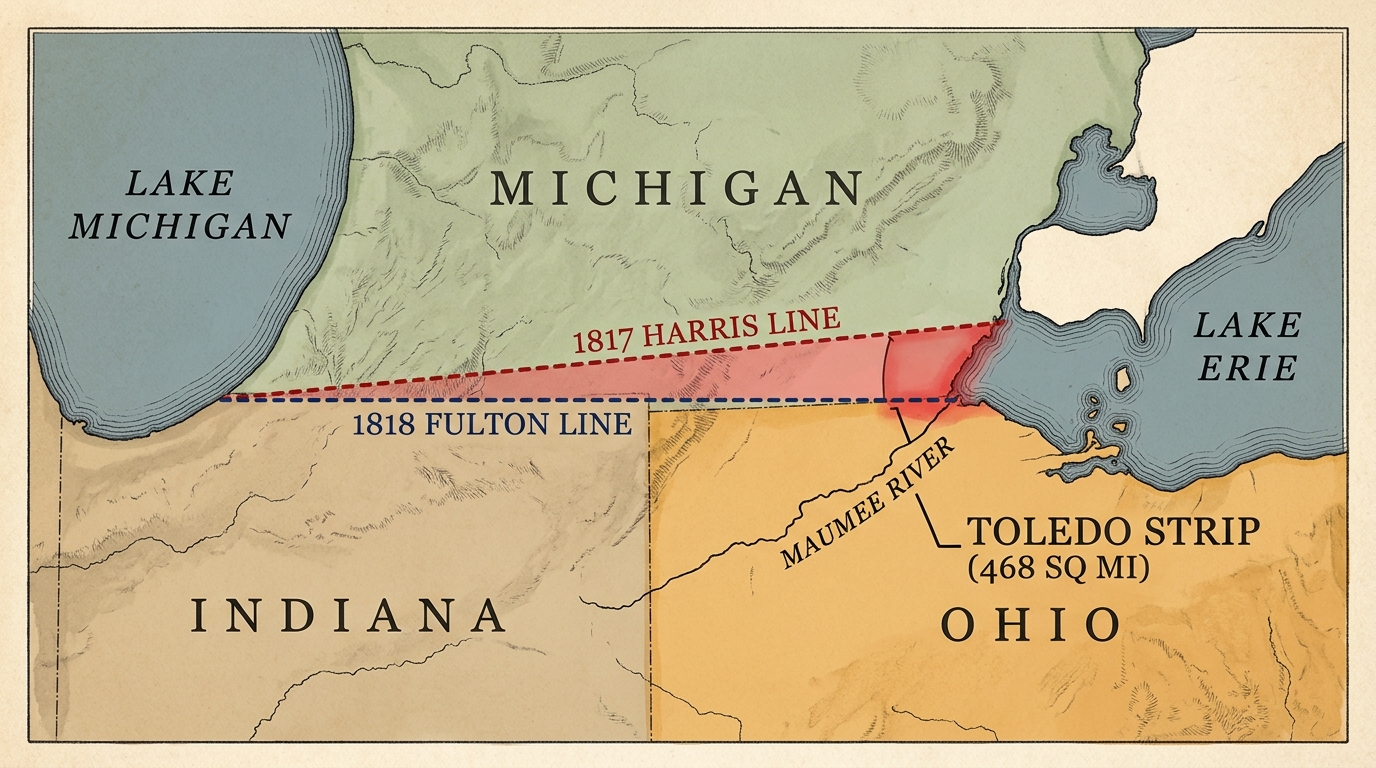 LAKE
MICHIGAN
MICHIGAN
1817 HARRIS LINE
LAKE
ERIE
1818 FULTON LINE
MAUMEE RIVER
TOLEDO STRIP
(468 SQ MI)
INDIANA
OHIO